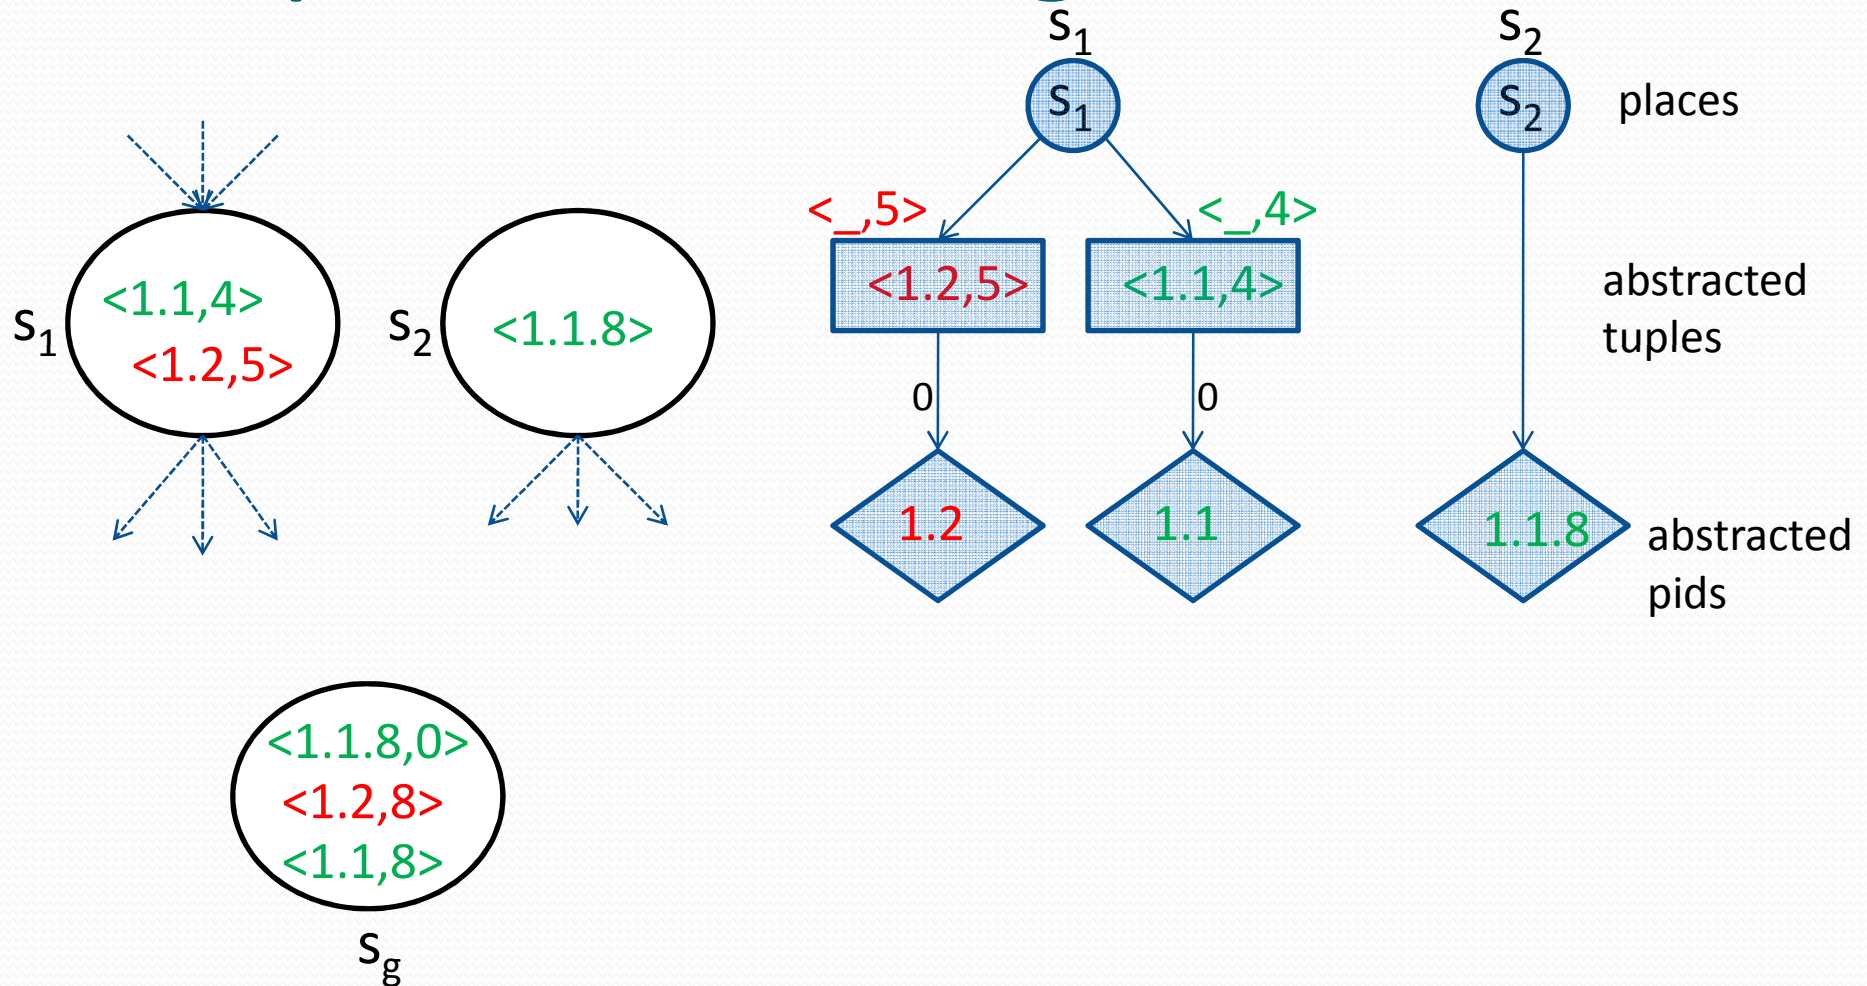 s1
<1.1,4>
<1.2,5>
s2
<1.1.8>
<1.1.8,0>
<1.2,8>
<1.1,8>
sg
s1
s1
<_,5>
<_,4>
<1.2,5>
<1.1,4>
0
0
1.2
1.1
s2
s2
1.1.8
places
abstracted
tuples
abstracted
pids